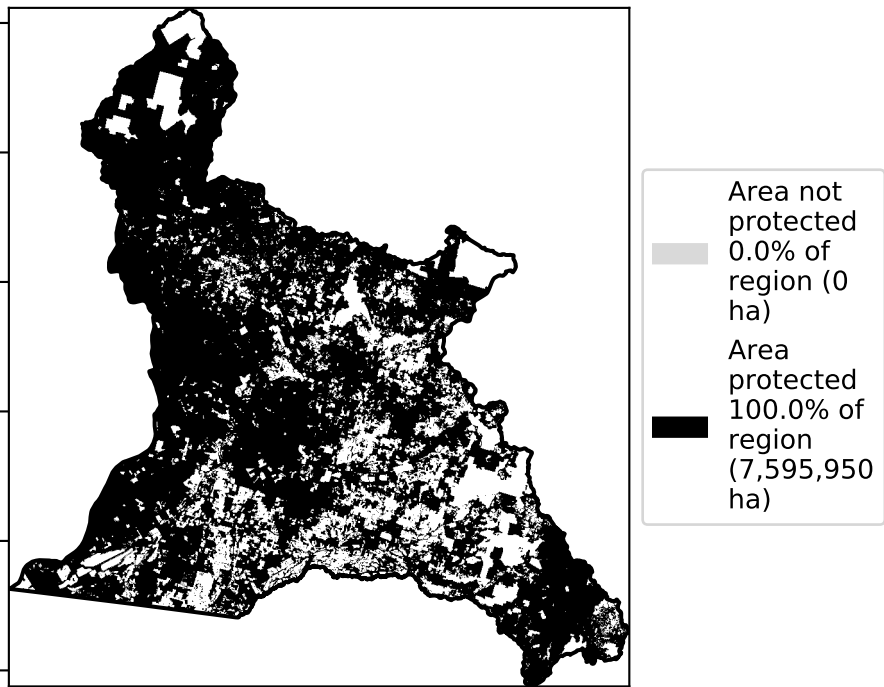 Area not
protected
0.0% of
region (0
ha)
Area
protected
100.0% of
region
(7,595,950
ha)